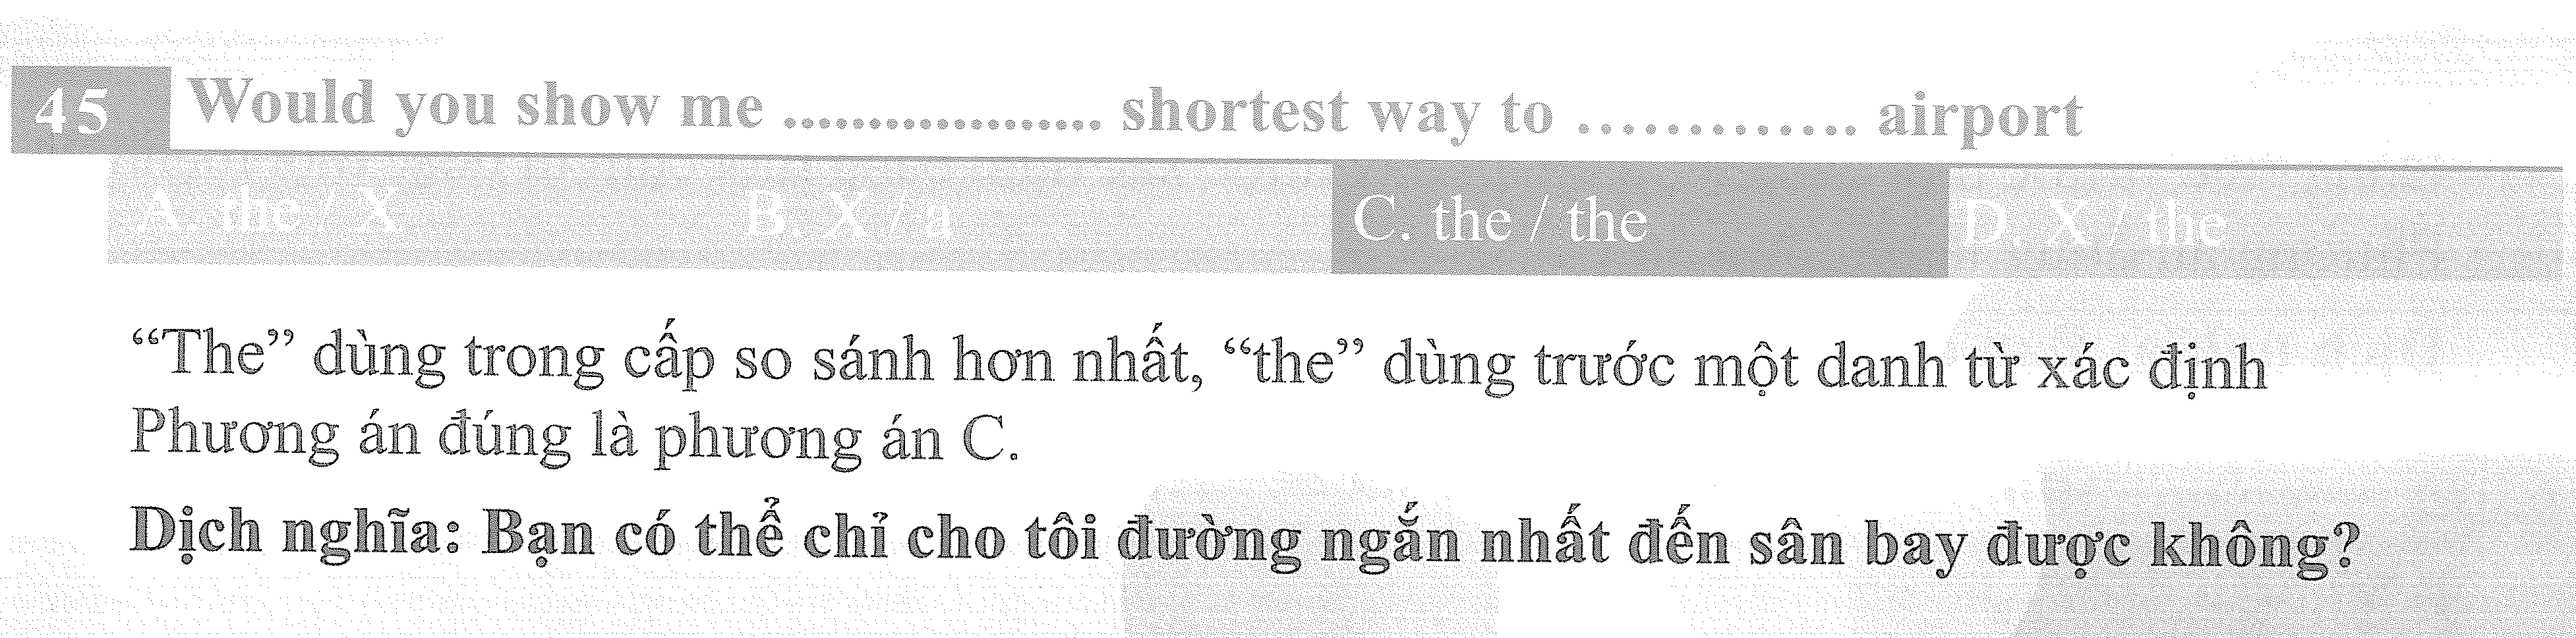 45 Would you show me .................... shortest way to ............. airport
A. the / X B. X / a C. the / the D. X / the
“The” dùng trong cấp so sánh hơn nhất, “the” dùng trước một danh từ xác định
Phương án đúng là phương án C.
Dịch nghĩa: Bạn có thể chỉ cho tôi đường ngắn nhất đến sân bay được không?